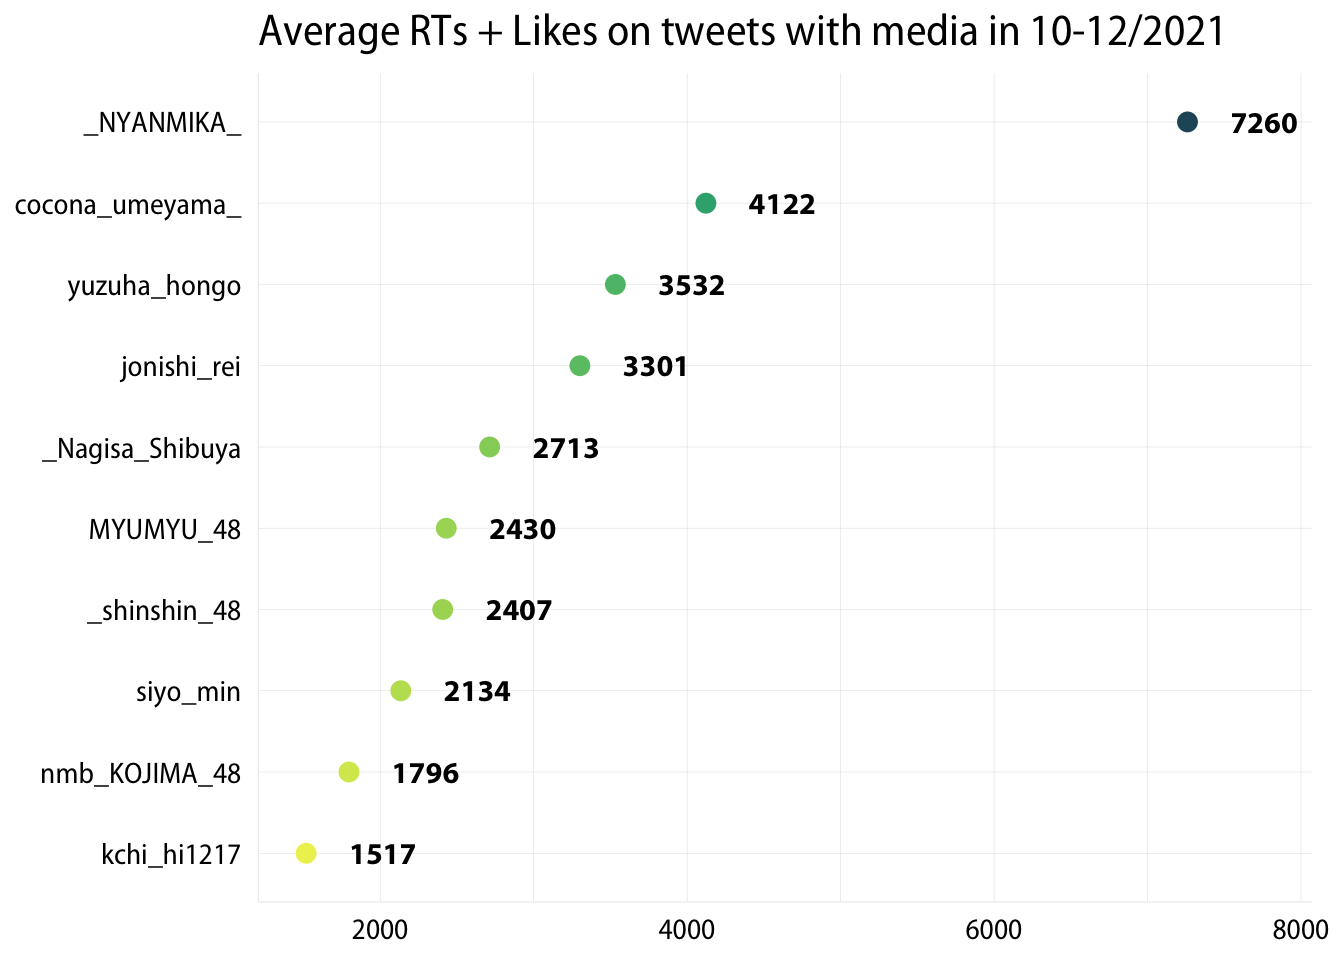 Average RTs + Likes on tweets with media in 10-12/2021
_NYANMIKA_ 7260
cocona_umeyama_ 4122
yuzuha_hongo 3532
jonishi_rei 3301
_Nagisa_Shibuya 2713
MYUMYU_48 2430
_shinshin_48 2407
siyo_min 2134
nmb_KOJIMA_48 1796
kchi_hi1217 1517
2000 4000 6000 8000